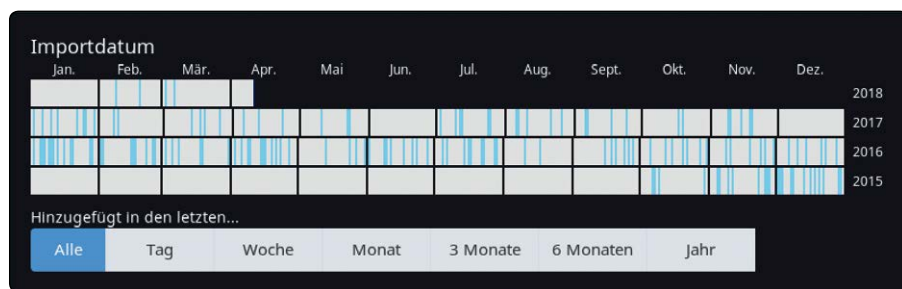 Importdatum
Jan. Feb. Mär. Apr. Mai Jun. Jul. Aug. Sept. Okt. Nov. Dez.
2018
2017
2016
2015
Hinzugefügt in den letzten...
Alle Tag Woche Monat 3 Monate 6 Monaten Jahr